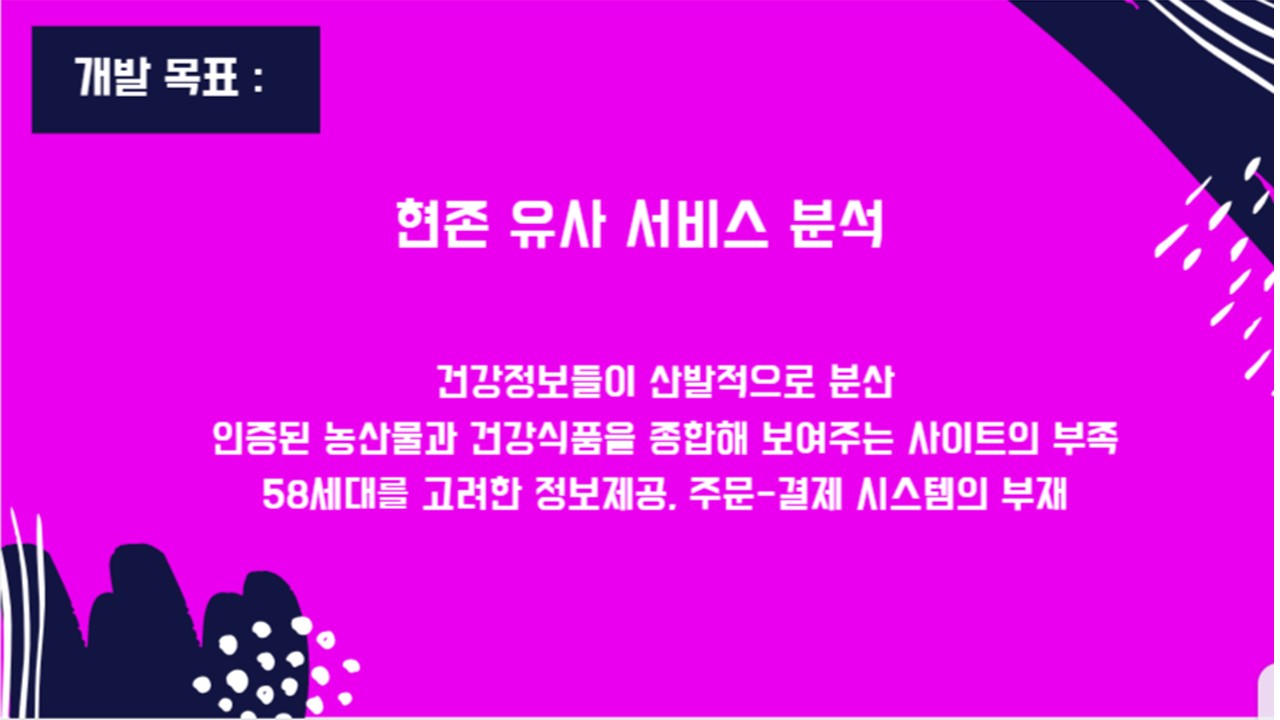 개발 목표 :
현존 유사 서비스 분석
건강정보들이 산발적으로 분산
인증된 농산물과 건강식품을 종합해 보여주는 사이트의 부족
58세대를 고려한 정보제공, 주문-결제 시스템의 부재